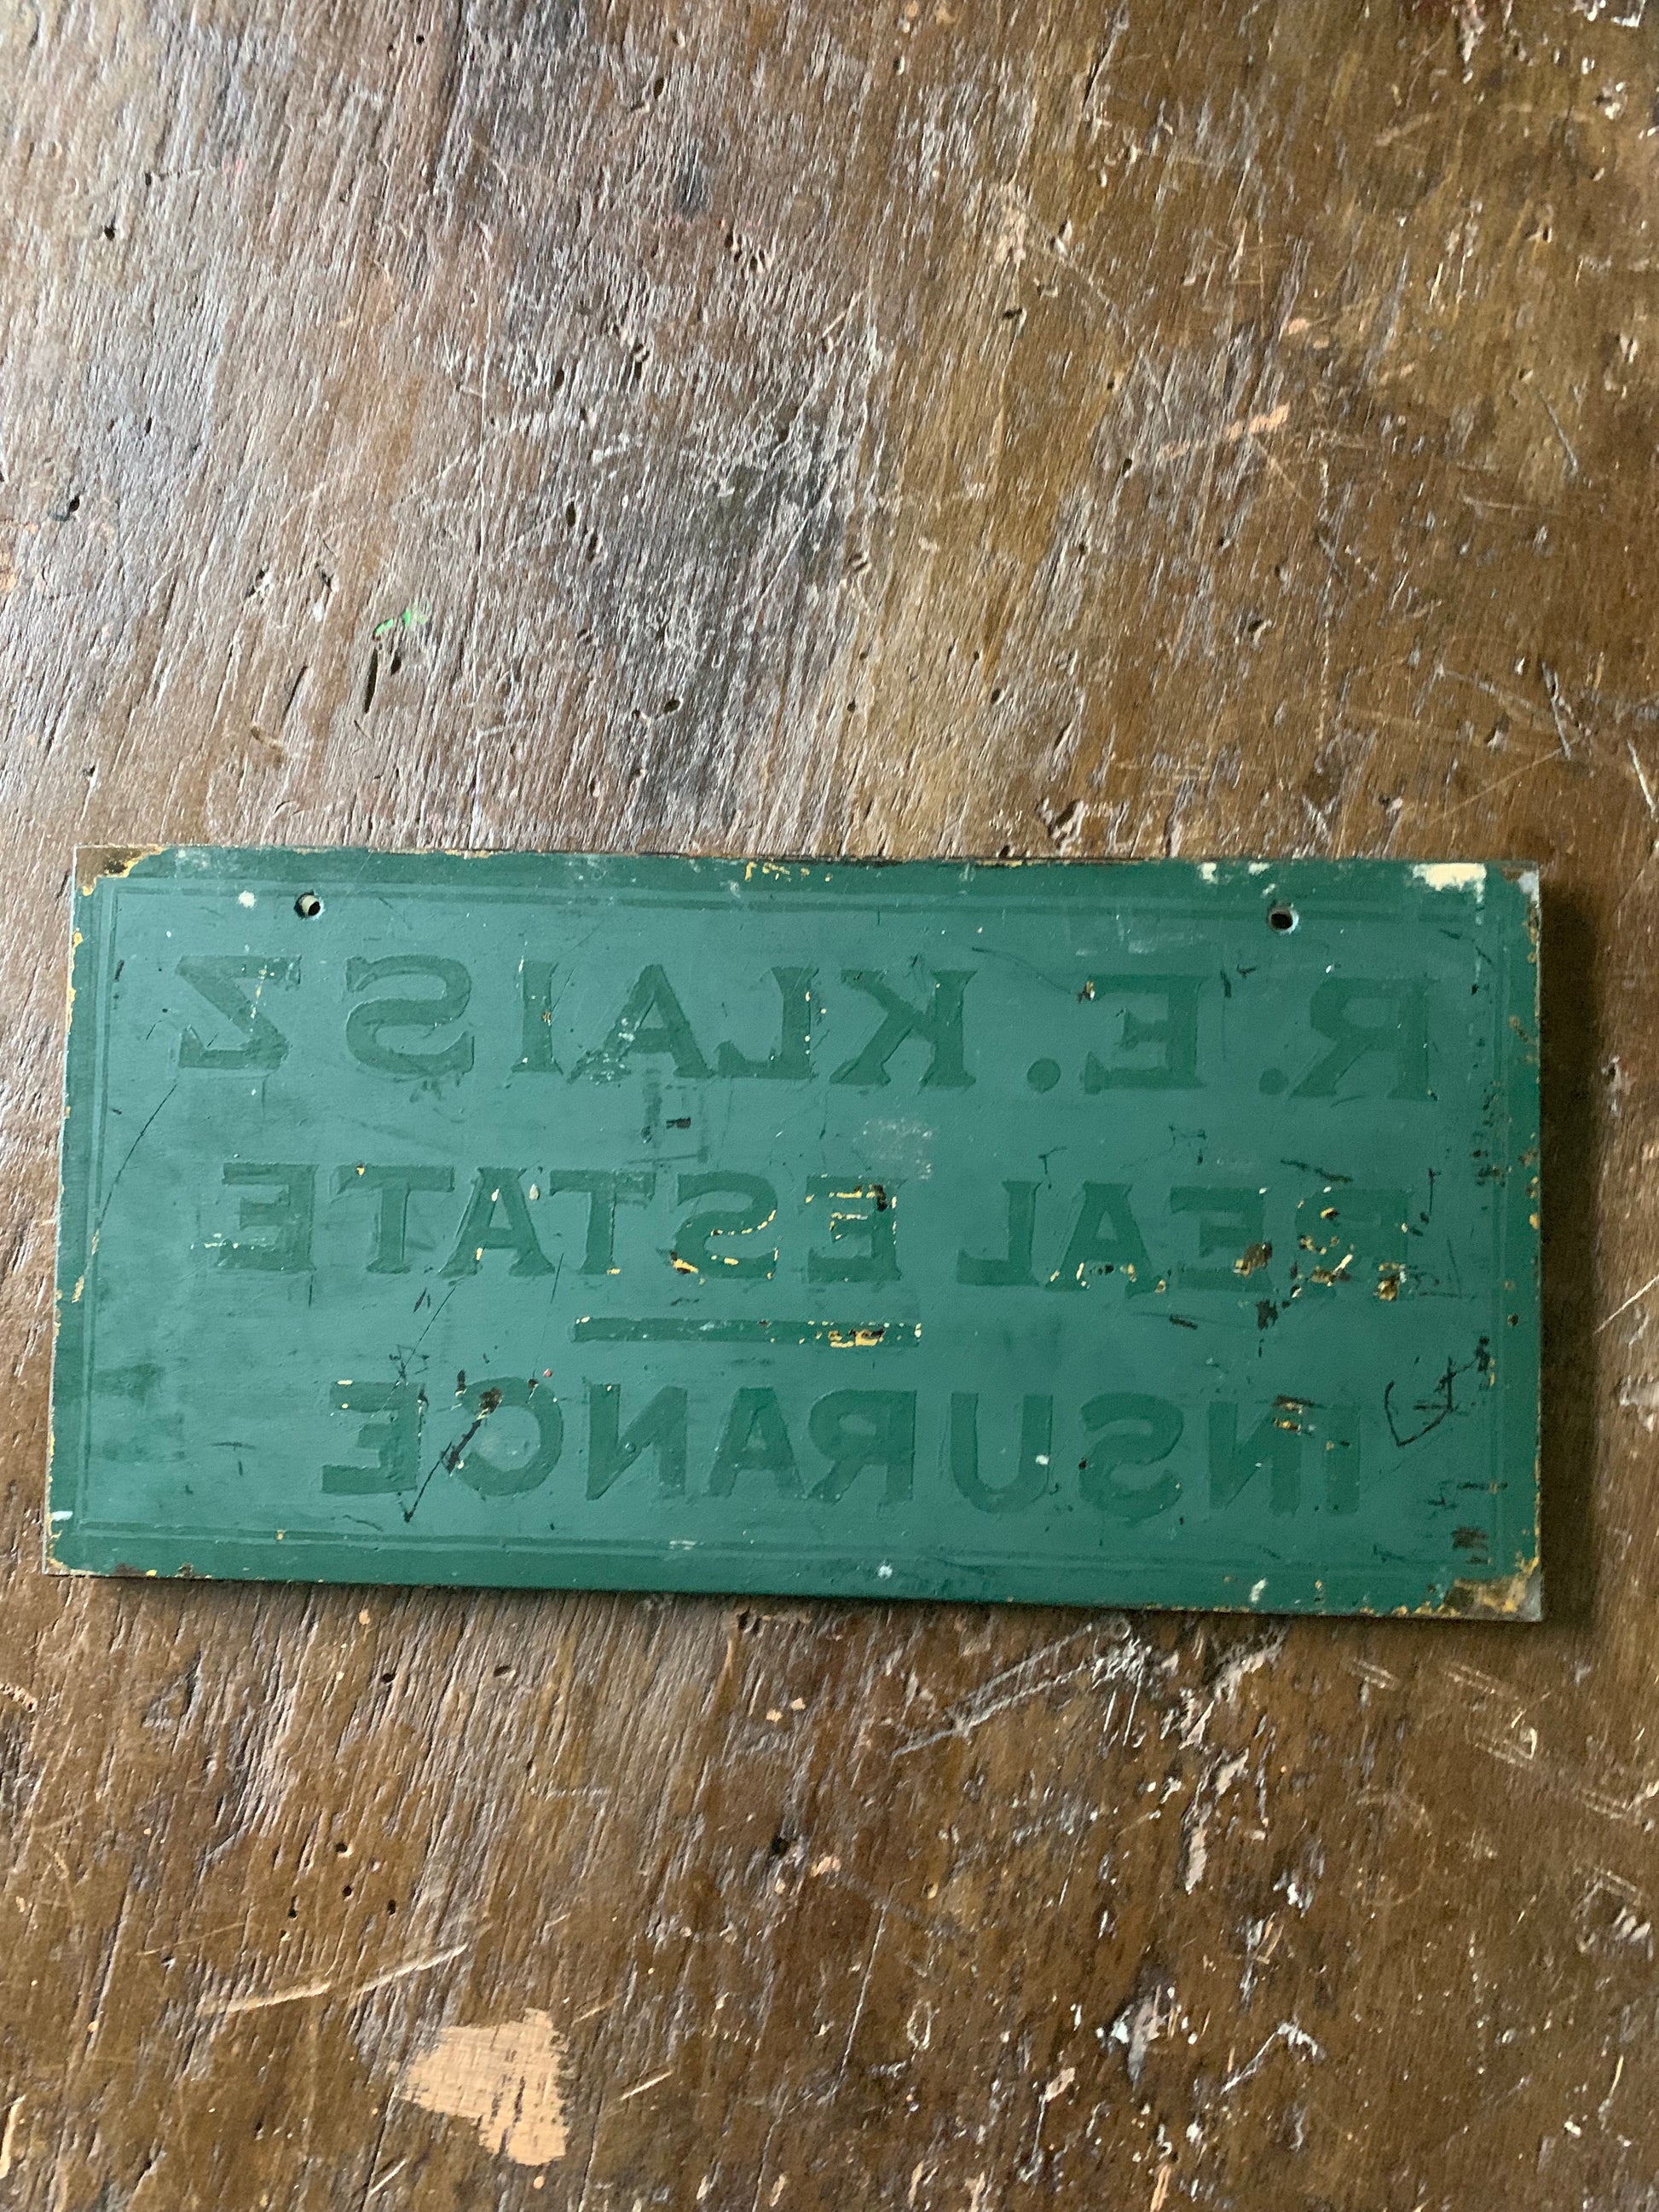 R. E. KLAISZ
REAL ESTATE
INSURANCE